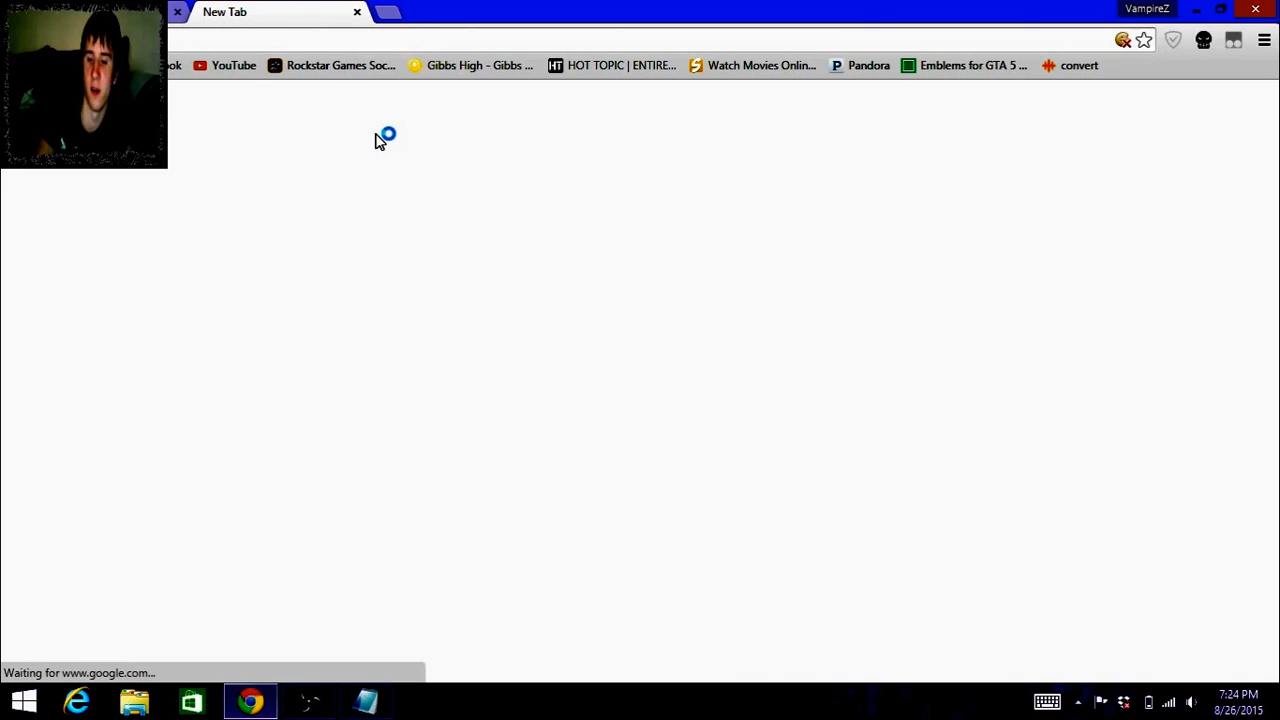 New Tab
VampireZ
ok
YouTube
Rockstar Games Soc...
Gibbs High - Gibbs ...
HT
HOT TOPIC | ENTIRE...
S
Watch Movies Onlin...
P
Pandora
Emblems for GTA 5 ...
convert
Waiting for www.google.com...
7:24 PM
8/26/2015